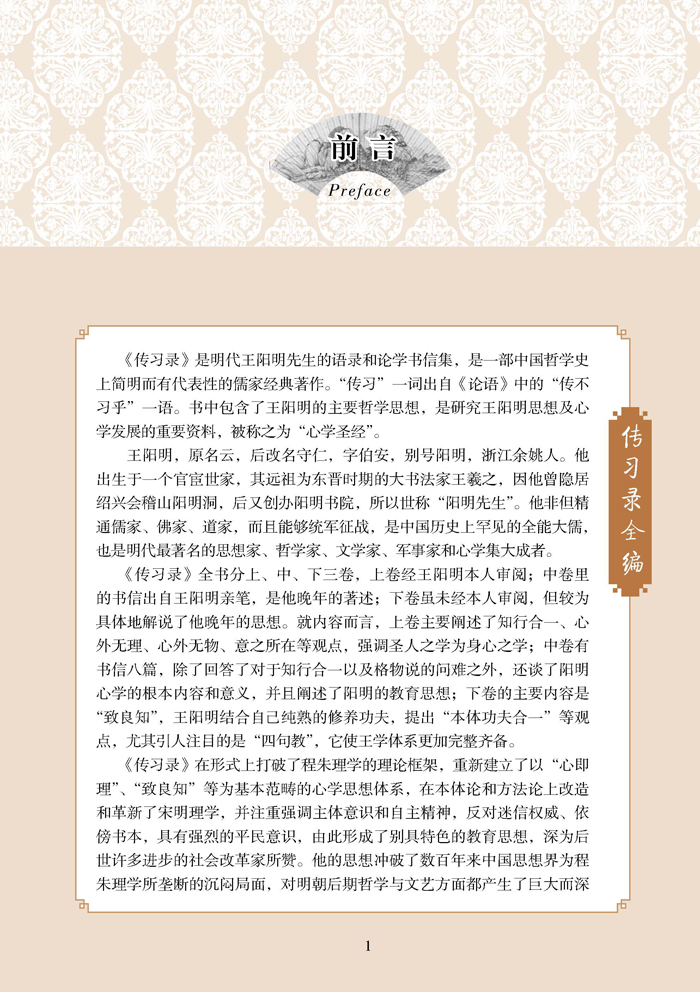 前言
Preface
《传习录》是明代王阳明先生的语录和论学书信集，是一部中国哲学史
上简明而有代表性的儒家经典著作。“传习”一词出自《论语》中的“传不
习乎”一语。书中包含了王阳明的主要哲学思想，是研究王阳明思想及心
学发展的重要资料，被称之为“心学圣经”。
王阳明，原名云，后改名守仁，字伯安，别号阳明，浙江余姚人。他
出生于一个官宦世家，其远祖为东晋时期的大书法家王羲之，因他曾隐居
绍兴会稽山阳明洞，后又创办阳明书院，所以世称“阳明先生”。他非但精
通儒家、佛家、道家，而且能够统军征战，是中国历史上罕见的全能大儒，
也是明代最著名的思想家、哲学家、文学家、军事家和心学集大成者。
《传习录》全书分上、中、下三卷，上卷经王阳明本人审阅；中卷里
的书信出自王阳明亲笔，是他晚年的著述；下卷虽未经本人审阅，但较为
具体地解说了他晚年的思想。就内容而言，上卷主要阐述了知行合一、心
外无理、心外无物、意之所在等观点，强调圣人之学为身心之学；中卷有
书信八篇，除了回答了对于知行合一以及格物说的问难之外，还谈了阳明
心学的根本内容和意义，并且阐述了阳明的教育思想；下卷的主要内容是
“致良知”，王阳明结合自己纯熟的修养功夫，提出“本体功夫合一”等观
点，尤其引人注目的是“四句教”，它使王学体系更加完整齐备。
《传习录》在形式上打破了程朱理学的理论框架，重新建立了以“心即
理”、“致良知”等为基本范畴的心学思想体系，在本体论和方法论上改造
和革新了宋明理学，并注重强调主体意识和自主精神，反对迷信权威、依
傍书本，具有强烈的平民意识，由此形成了别具特色的教育思想，深为后
世许多进步的社会改革家所赞。他的思想冲破了数百年来中国思想界为程
朱理学所垄断的沉闷局面，对明朝后期哲学与文艺方面都产生了巨大而深
传习录全编
1